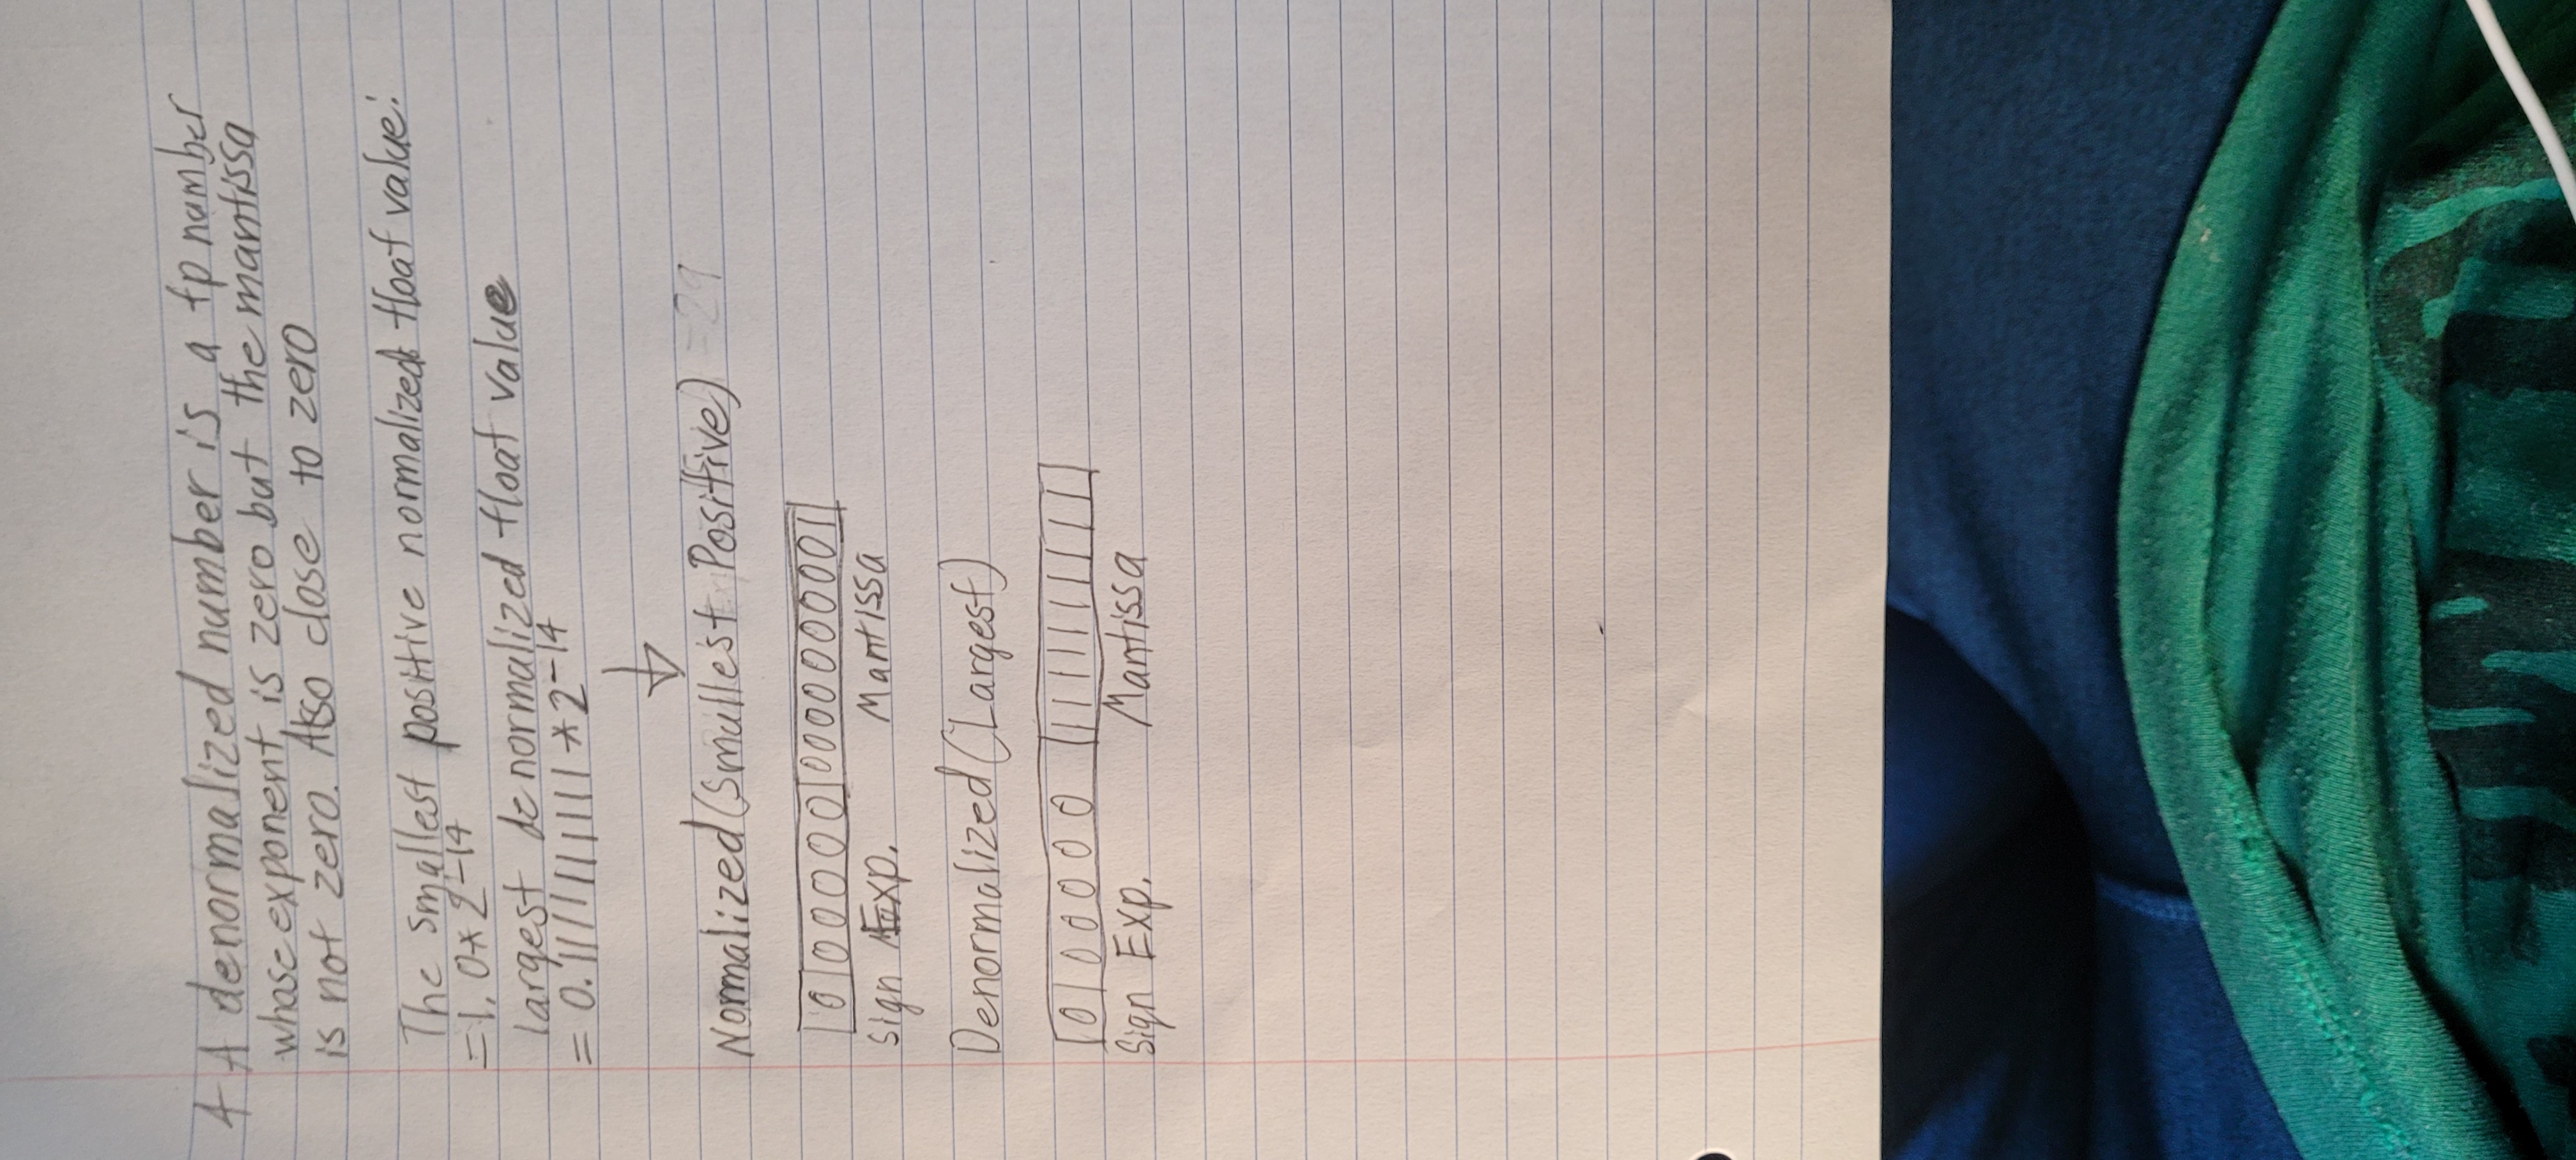 4 A denormalized number is a fp number
whose exponent is zero but the mantissa
is not zero. Also close to zero
The smallest positive normalized float value:
=1.0*2-14
largest denormalized float value
= 0.1111111111*2-14
Normalized (Smallest Positive)
0 00000 0000000001
Sign Exp. Mantissa
Denormalized (Largest)
0 00000 1111111111
Sign Exp. Mantissa